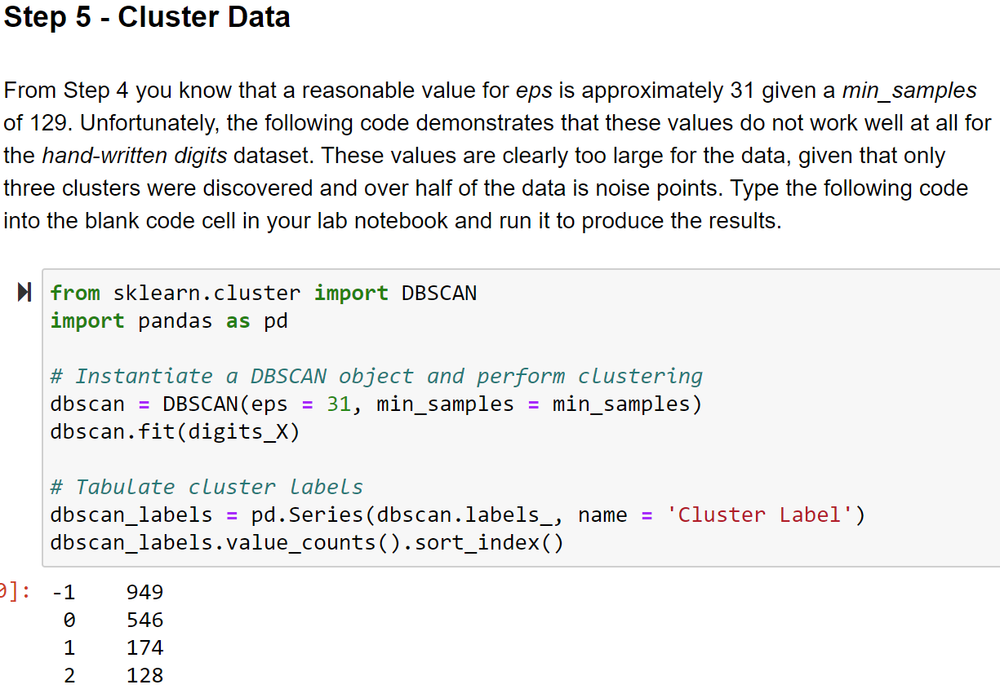 Step 5 - Cluster Data
From Step 4 you know that a reasonable value for eps is approximately 31 given a min_samples
of 129. Unfortunately, the following code demonstrates that these values do not work well at all for
the hand-written digits dataset. These values are clearly too large for the data, given that only
three clusters were discovered and over half of the data is noise points. Type the following code
into the blank code cell in your lab notebook and run it to produce the results.
from sklearn.cluster import DBSCAN
import pandas as pd
# Instantiate a DBSCAN object and perform clustering
dbscan = DBSCAN(eps = 31, min_samples = min_samples)
dbscan.fit(digits_X)
# Tabulate cluster labels
dbscan_labels = pd.Series(dbscan.labels_, name = 'Cluster Label')
dbscan_labels.value_counts().sort_index()
0]: -1 949
0 546
1 174
2 128